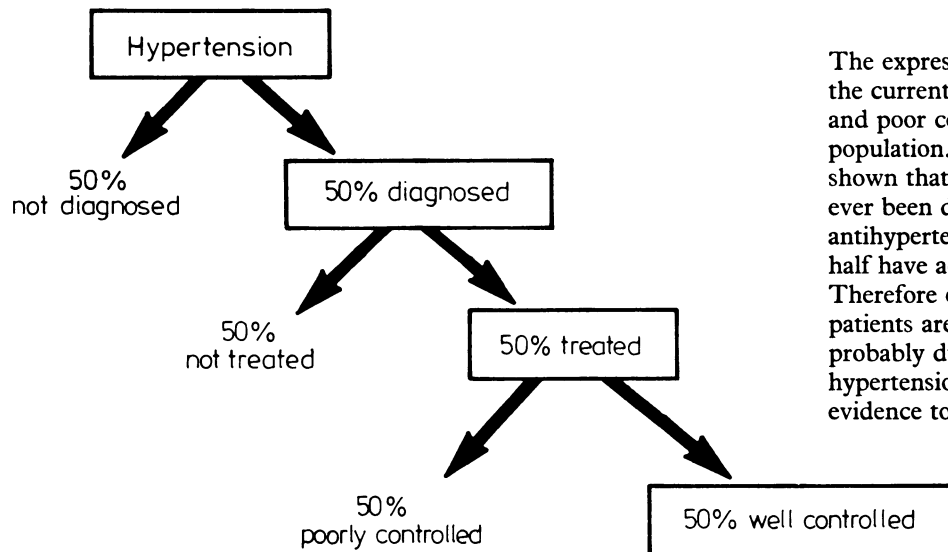 Hypertension
50%
not diagnosed
50% diagnosed
50%
not treated
50% treated
50%
poorly controlled
50% well controlled
The expres
the current
and poor c
population.
shown that
ever been
antihyperte
half have a
Therefore
patients are
probably d
hypertensio
evidence to